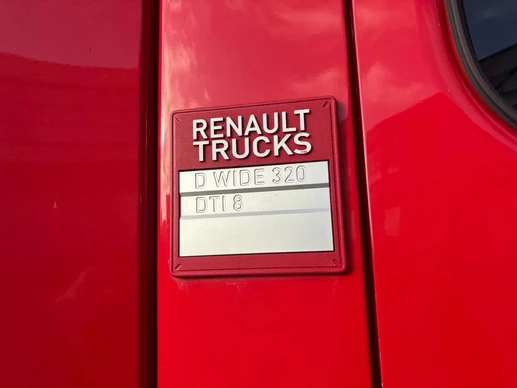 RENAULT
TRUCKS
D WIDE 320
DTI 8